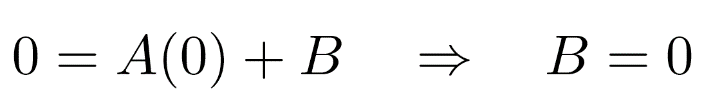 0 = A(0) + B ⇒ B = 0